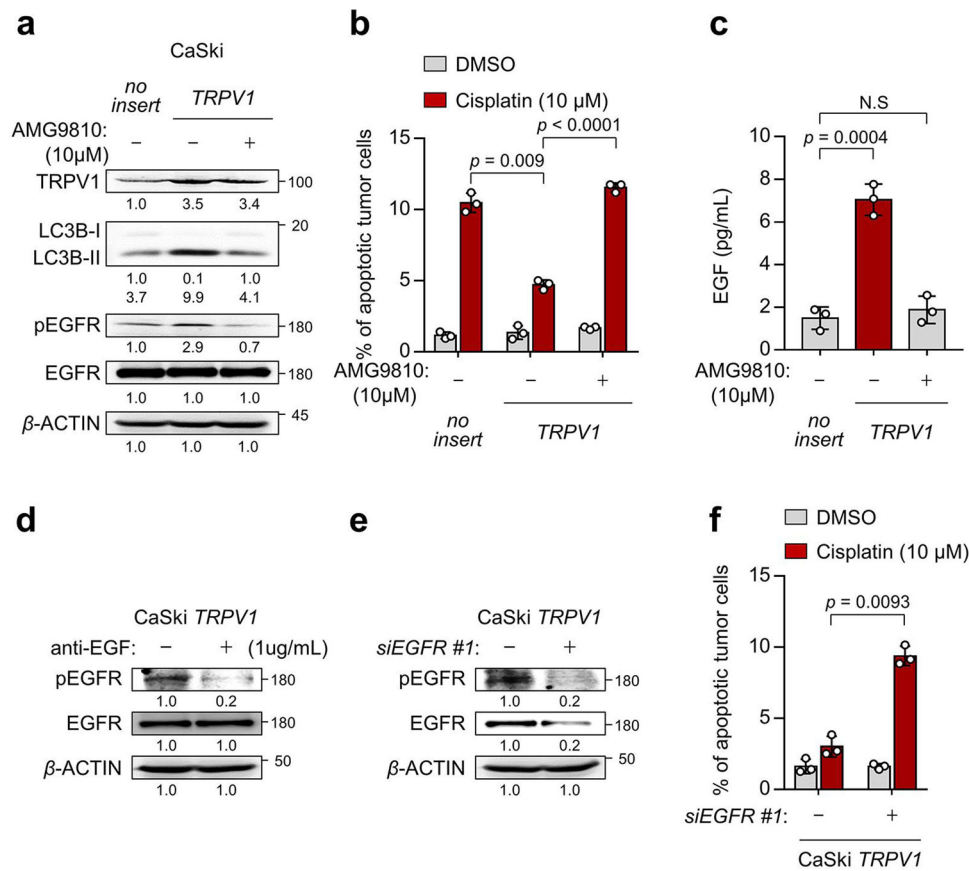 a
CaSki
no insert
TRPV1
AMG9810: (10μM) − − +
TRPV1 100
1.0 3.5 3.4
LC3B-I 20
LC3B-II
1.0 0.1 1.0
3.7 9.9 4.1
pEGFR 180
1.0 2.9 0.7
EGFR 180
1.0 1.0 1.0
β-ACTIN 45
1.0 1.0 1.0
b
DMSO
Cisplatin (10 μM)
% of apoptotic tumor cells
15
10
5
0
p = 0.009
p < 0.0001
AMG9810: (10μM) − − +
no insert
TRPV1
c
EGF (pg/mL)
10
8
6
4
2
0
N.S
p = 0.0004
AMG9810: (10μM) − − +
no insert
TRPV1
d
CaSki TRPV1
anti-EGF: − + (1ug/mL)
pEGFR 180
1.0 0.2
EGFR 180
1.0 1.0
β-ACTIN 50
1.0 1.0
e
CaSki TRPV1
siEGFR #1: − +
pEGFR 180
1.0 0.2
EGFR 180
1.0 0.2
β-ACTIN 50
1.0 1.0
f
DMSO
Cisplatin (10 μM)
% of apoptotic tumor cells
15
10
5
0
p = 0.0093
siEGFR #1: − +
CaSki TRPV1